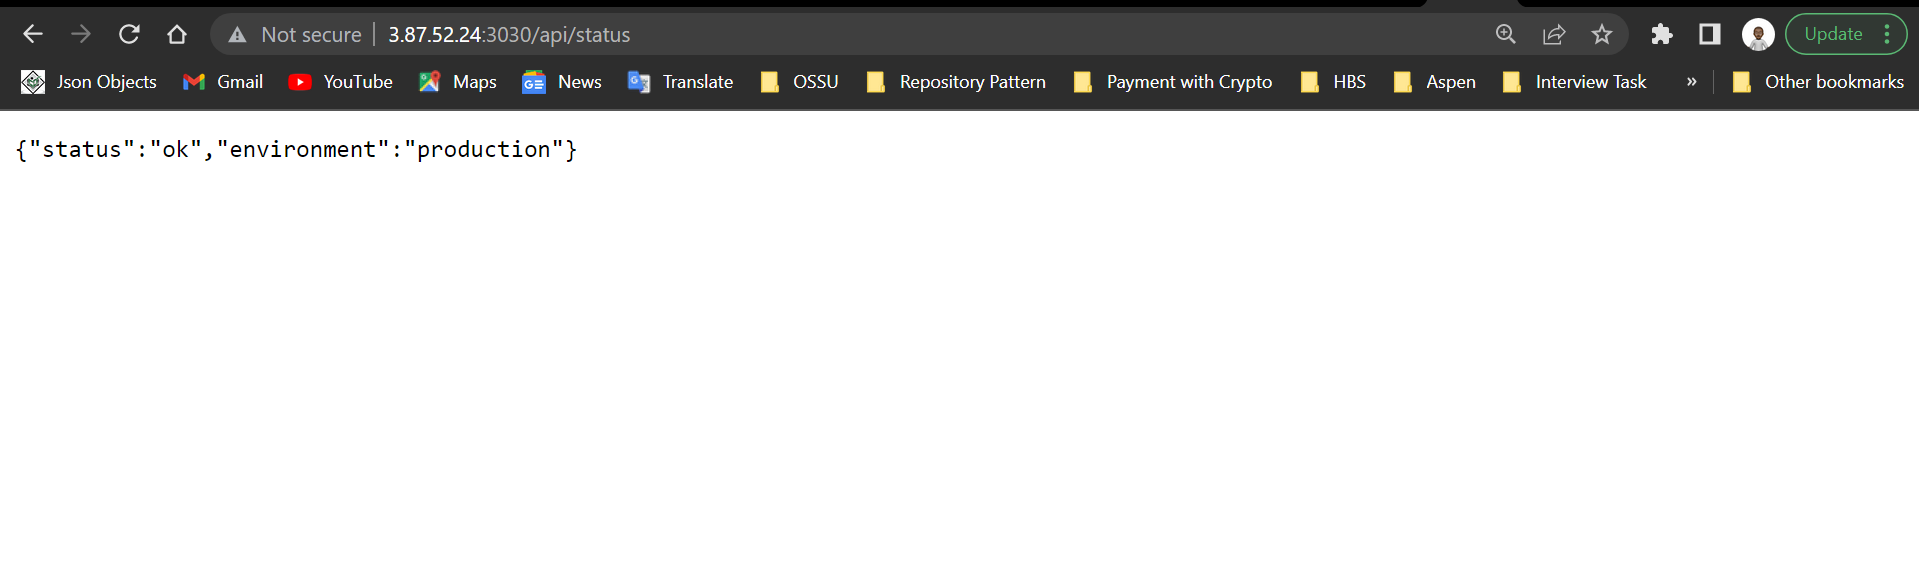 Not secure 3.87.52.24:3030/api/status Update
Json Objects Gmail YouTube Maps News Translate OSSU Repository Pattern Payment with Crypto HBS Aspen Interview Task » Other bookmarks
{"status":"ok","environment":"production"}